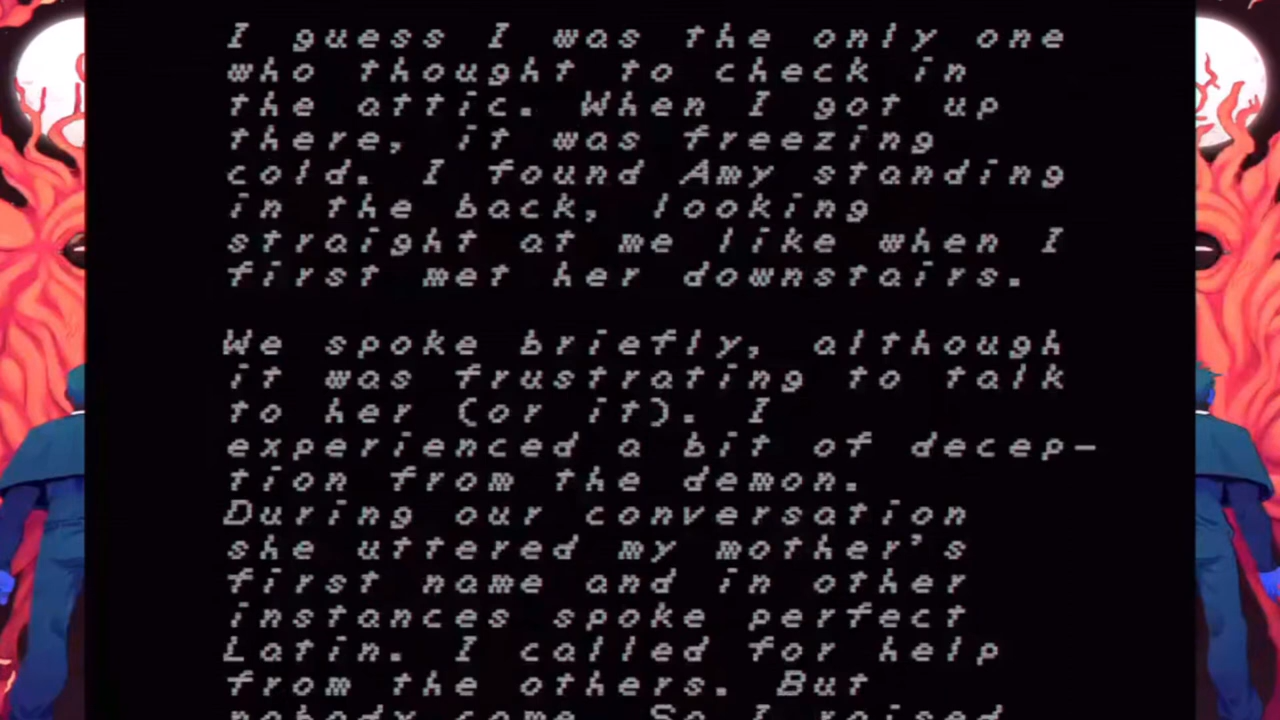 I guess I was the only one
who thought to check in
the attic. When I got up
there, it was freezing
cold. I found Amy standing
in the back, looking
straight at me like when I
first met her downstairs.
We spoke briefly, although
it was frustrating to talk
to her (or it). I
experienced a bit of decep-
tion from the demon.
During our conversation
she uttered my mother's
first name and in other
instances spoke perfect
Latin. I called for help
from the others. But
nobody came. So I raised